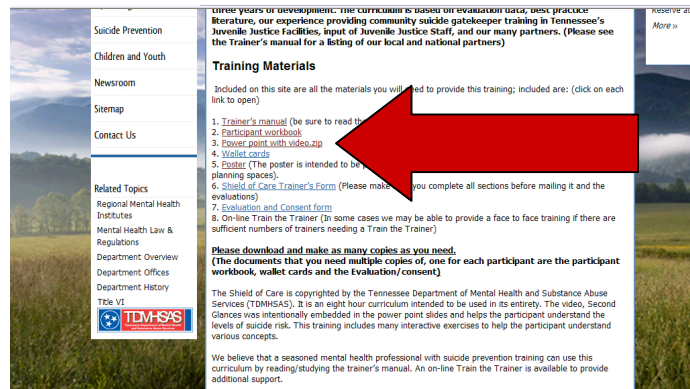 Suicide Prevention
Children and Youth
Newsroom
Sitemap
Contact Us
Related Topics
Regional Mental Health
Institutes
Mental Health Law &
Regulations
Department Overview
Department Offices
Department History
Title VI
TDMHSAS
three years of development. The curriculum is based on evaluation data, best practice
literature, our experience providing community suicide gatekeeper training in Tennessee's
Juvenile Justice Facilities, input of Juvenile Justice Staff, and our many partners. (Please see
the Trainer's manual for a listing of our local and national partners)
Training Materials
Included on this site are all the materials you will need to provide this training; included are: (click on each
link to open)
1. Trainer's manual (be sure to read the
2. Participant workbook
3. Power point with video.zip
4. Wallet cards
5. Poster (The poster is intended to be
planning spaces).
6. Shield of Care Trainer's Form (Please make you complete all sections before mailing it and the
evaluations)
7. Evaluation and Consent form
8. On-line Train the Trainer (In some cases we may be able to provide a face to face training if there are
sufficient numbers of trainers needing a Train the Trainer)
Please download and make as many copies as you need.
(The documents that you need multiple copies of, one for each participant are the participant
workbook, wallet cards and the Evaluation/consent)
The Shield of Care is copyrighted by the Tennessee Department of Mental Health and Substance Abuse
Services (TDMHSAS). It is an eight hour curriculum intended to be used in its entirety. The video, Second
Glances was intentionally embedded in the power point slides and helps the participant understand the
levels of suicide risk. This training includes many interactive exercises to help the participant understand
various concepts.
We believe that a seasoned mental health professional with suicide prevention training can use this
curriculum by reading/studying the trainer's manual. An on-line Train the Trainer is available to provide
additional support.
Reserve
More »